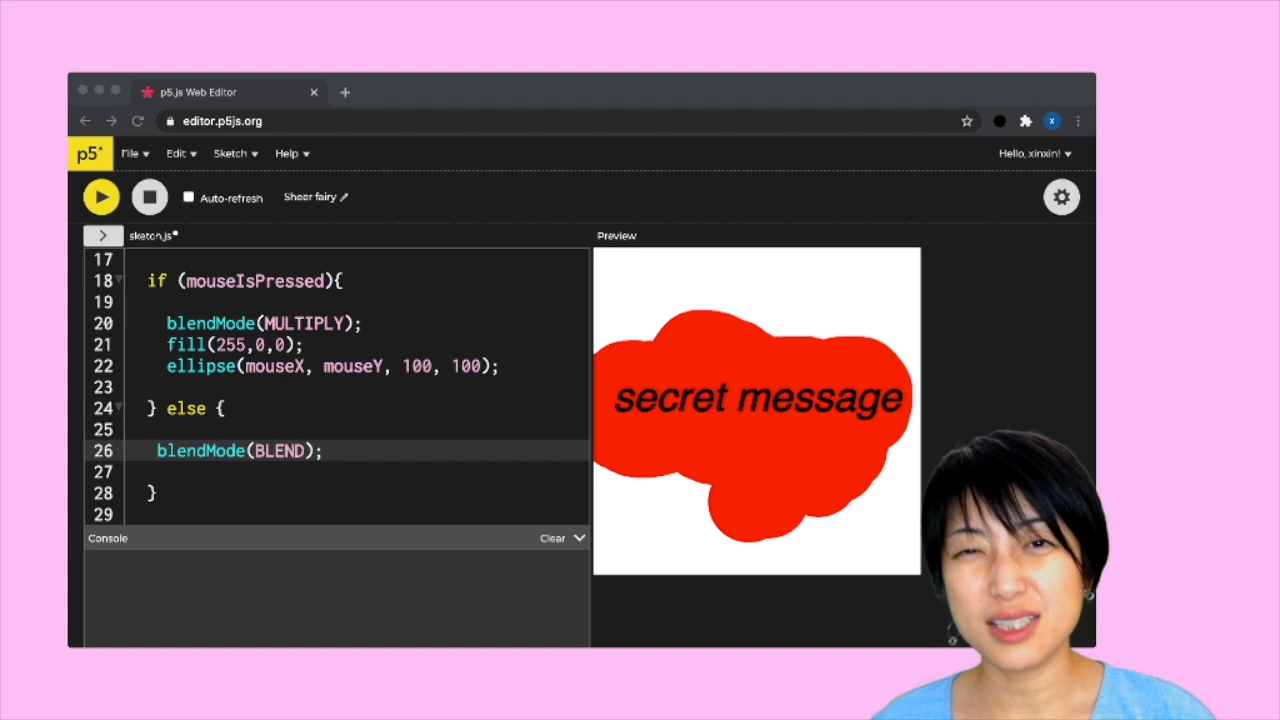 p5.js Web Editor
editor.p5js.org
X
p5*
File Edit Sketch Help Hello, xinxin!
Auto-refresh Sheer fairy
sketch.js
Preview
17
18 if (mouseIsPressed){
19
20 blendMode(MULTIPLY);
21 fill(255,0,0);
22 ellipse(mouseX, mouseY, 100, 100);
23
24 } else {
25
26 blendMode(BLEND);
27
28 }
29
secret message
Console Clear